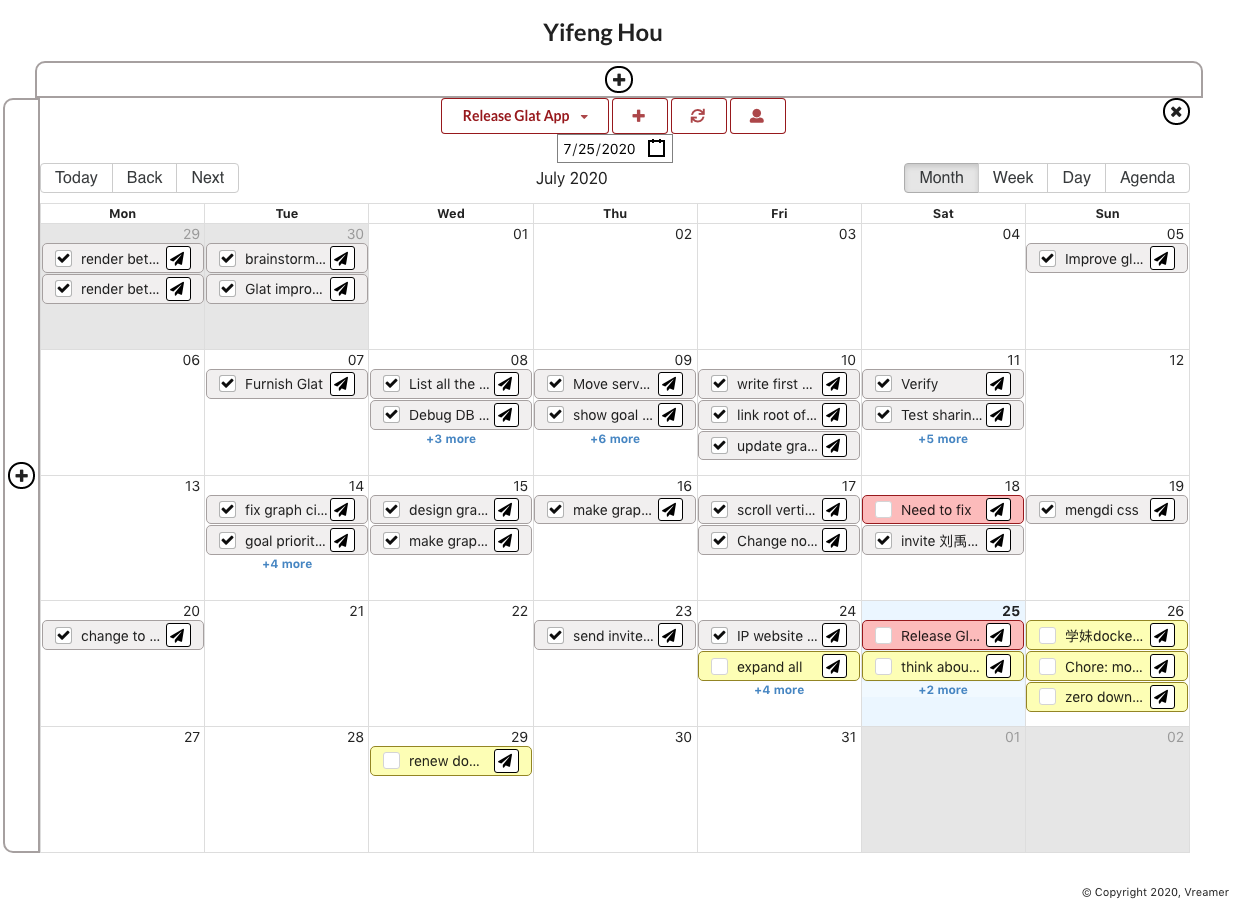 Yifeng Hou
Release Glat App
7/25/2020
Today Back Next
July 2020
Month Week Day Agenda
Mon Tue Wed Thu Fri Sat Sun
29 30 01 02 03 04 05
render bet... brainstorm... Improve gl...
render bet... Glat impro...
06 07 08 09 10 11 12
Furnish Glat List all the ... Move serv... write first ... Verify
Debug DB ... show goal ... link root of... Test sharin...
+3 more +6 more update gra... +5 more
13 14 15 16 17 18 19
fix graph ci... design gra... make grap... scroll verti... Need to fix mengdi css
goal priorit... make grap... Change no... invite 刘禹...
+4 more
20 21 22 23 24 25 26
change to ... send invite... IP website ... Release Gl... 学妹docke...
expand all think abou... Chore: mo...
+4 more +2 more zero down...
27 28 29 30 31 01 02
renew do...
© Copyright 2020, Vreamer